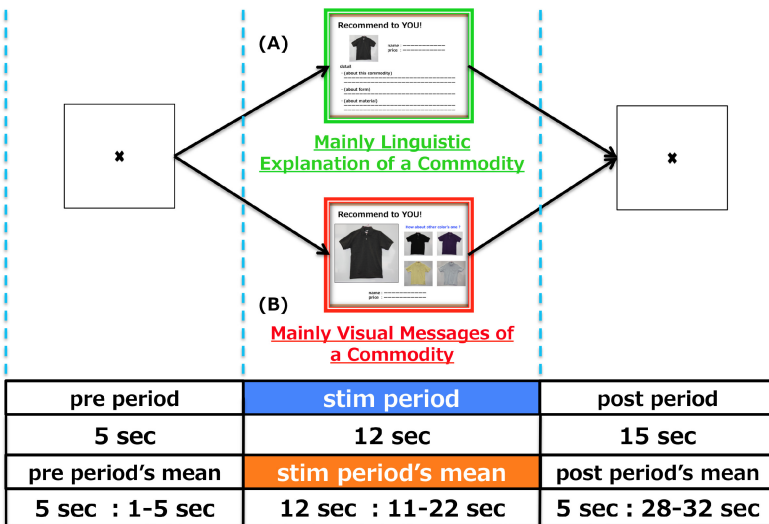 (A)
Recommend to YOU!
name :
price :
detail
· (about this commodity)
· (about form)
· (about material)
Mainly Linguistic
Explanation of a Commodity
Recommend to YOU!
How about other color's one ?
name :
price :
(B)
Mainly Visual Messages of
a Commodity
pre period stim period post period
5 sec 12 sec 15 sec
pre period's mean stim period's mean post period's mean
5 sec : 1-5 sec 12 sec : 11-22 sec 5 sec : 28-32 sec